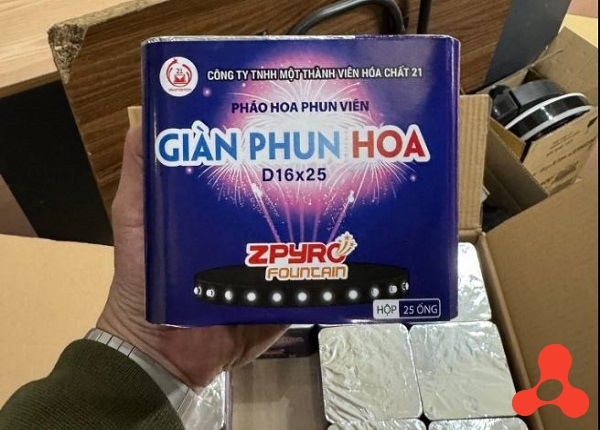 21
CÔNG TY TNHH MỘT THÀNH VIÊN HÓA CHẤT 21
PHÁO HOA PHUN VIÊN
GIÀN PHUN HOA
D16x25
ZPYRO
FOUNTAIN
HỘP 25 ỐNG